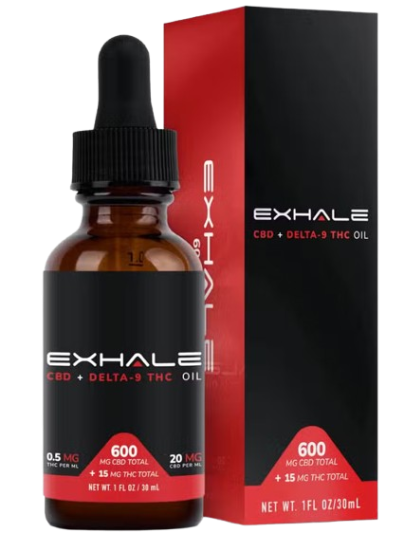 EXHALE
CBD + DELTA-9 THC OIL
0.5 MG
THC PER ML
600
MG CBD TOTAL
+ 15 MG THC TOTAL
20 MG
CBD PER ML
NET WT. 1 FL OZ / 30 mL
EXHALE
EXHALE
CBD + DELTA-9 THC OIL
600
MG CBD TOTAL
+ 15 MG THC TOTAL
NET WT. 1FL OZ/30mL